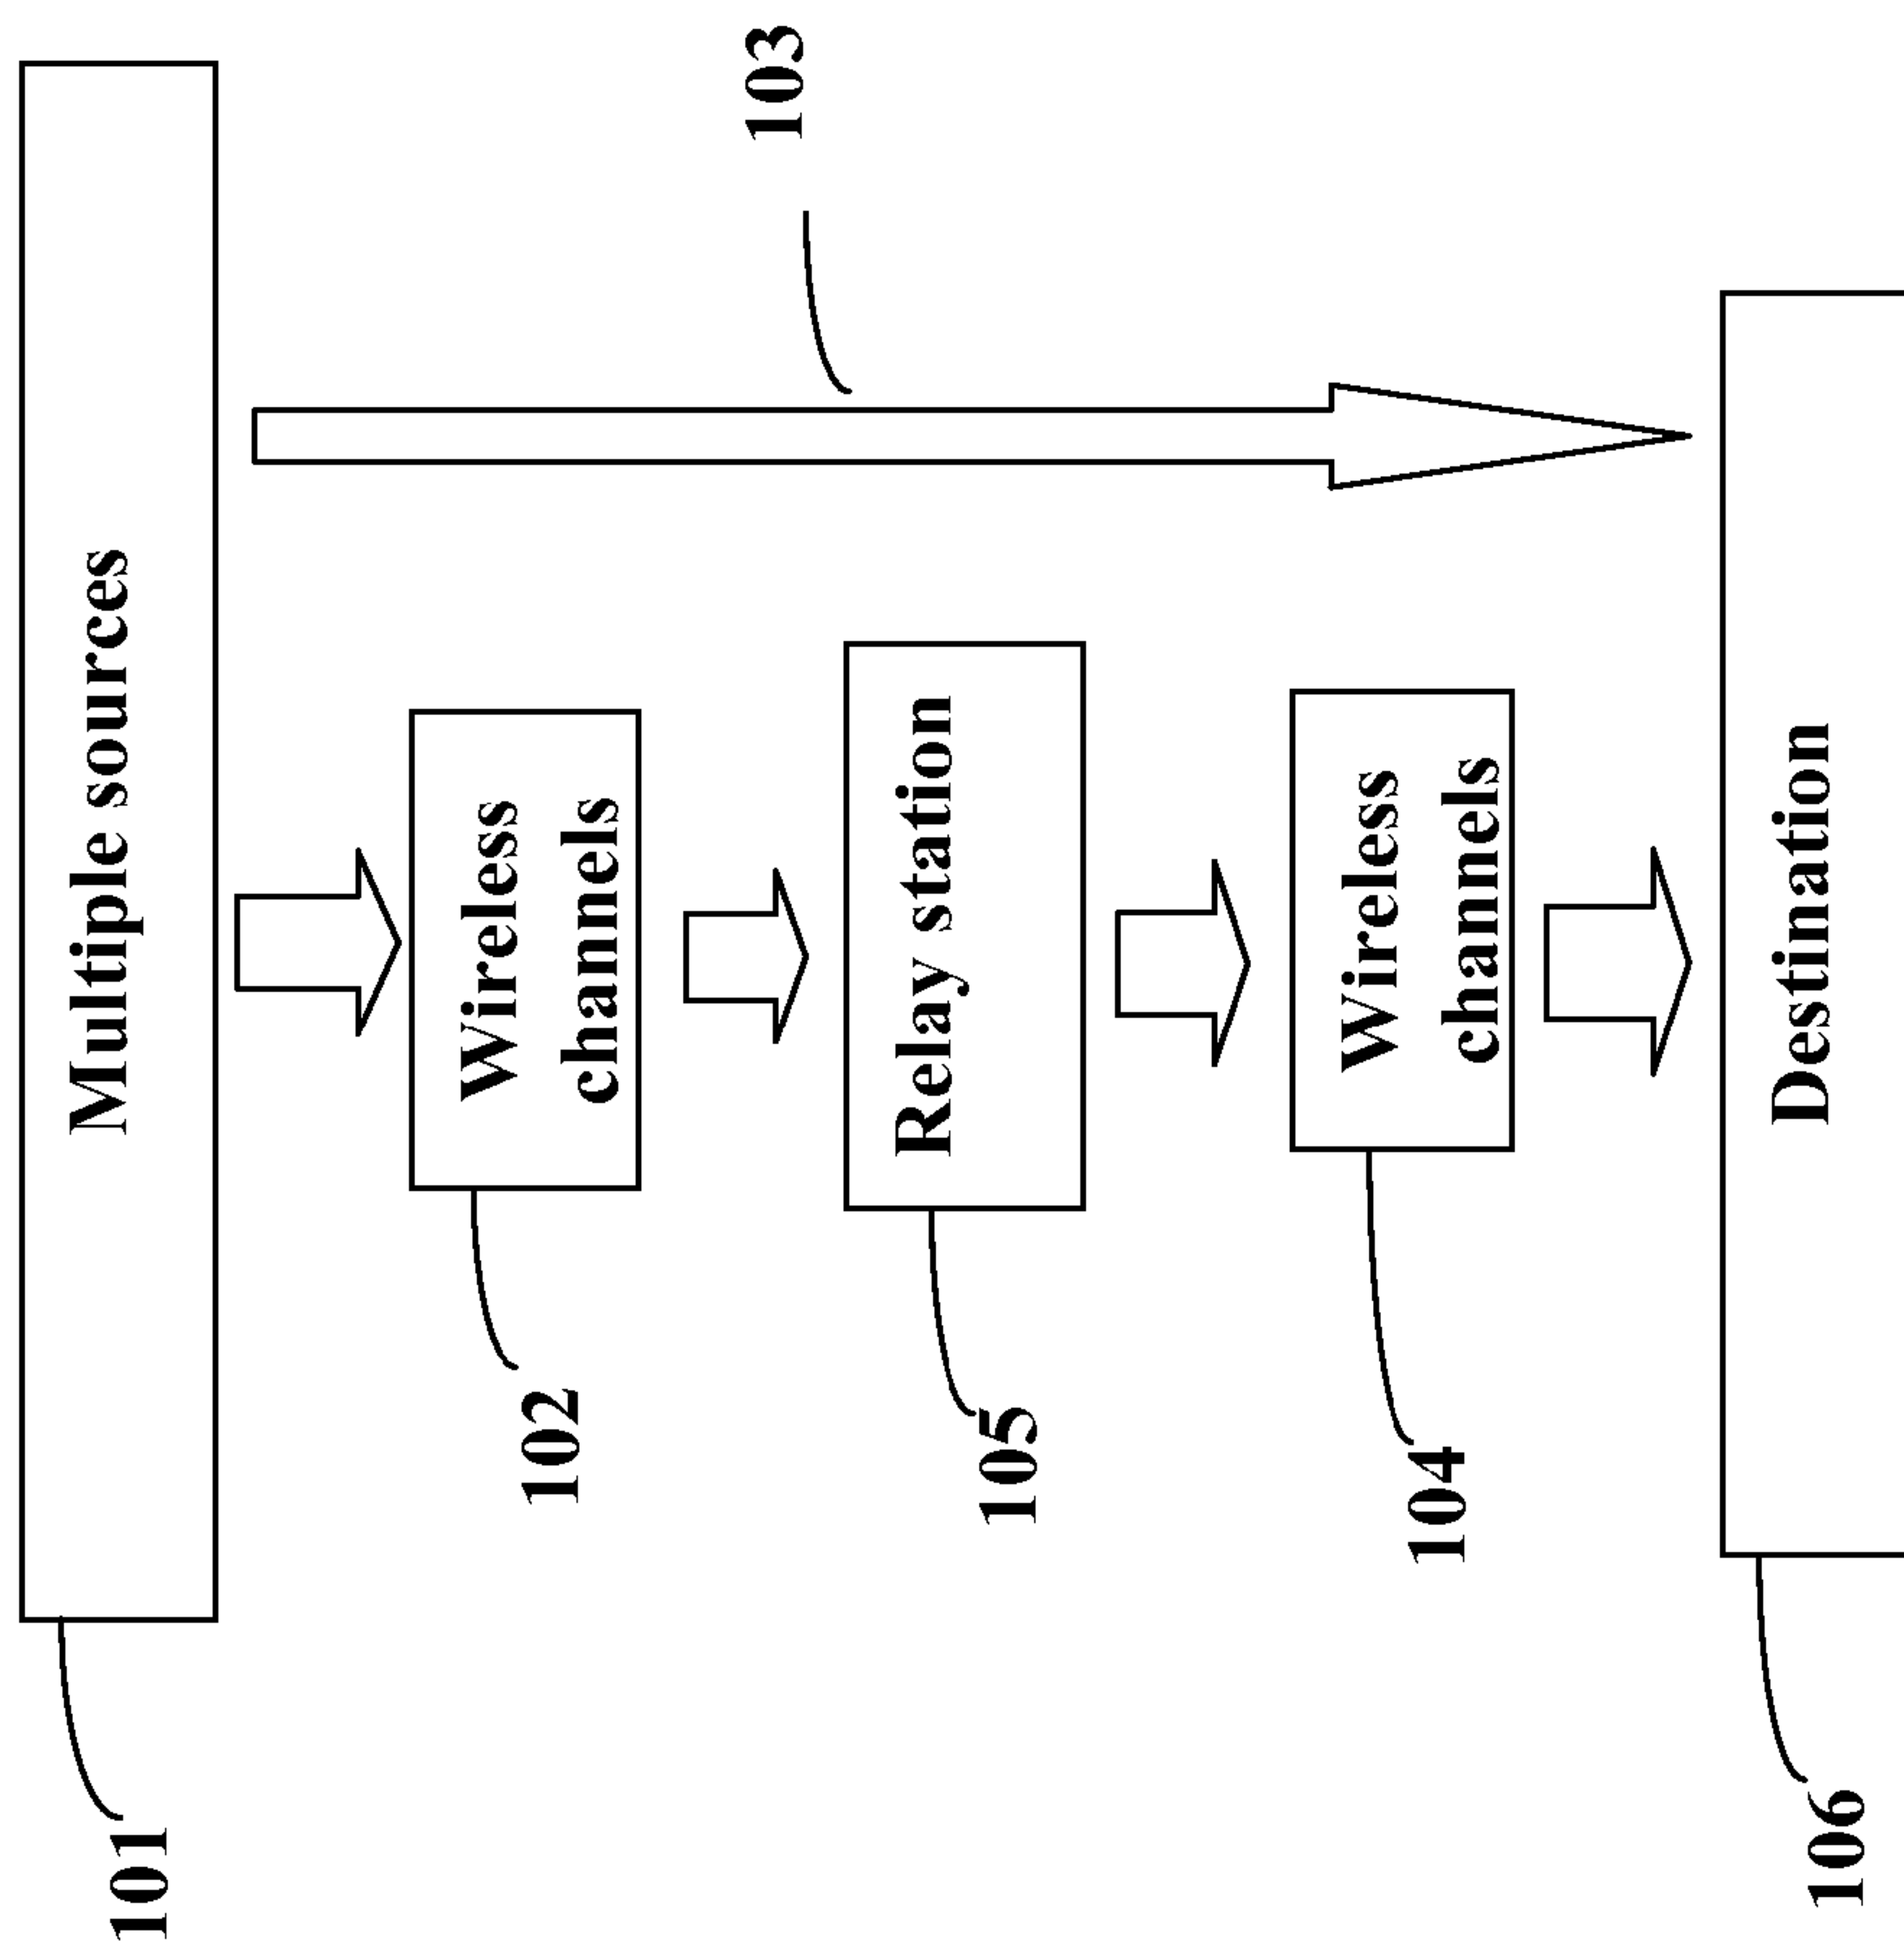 Multiple sources
101
Wireless
channels
102
103
Relay station
105
Wireless
channels
104
Destination
106